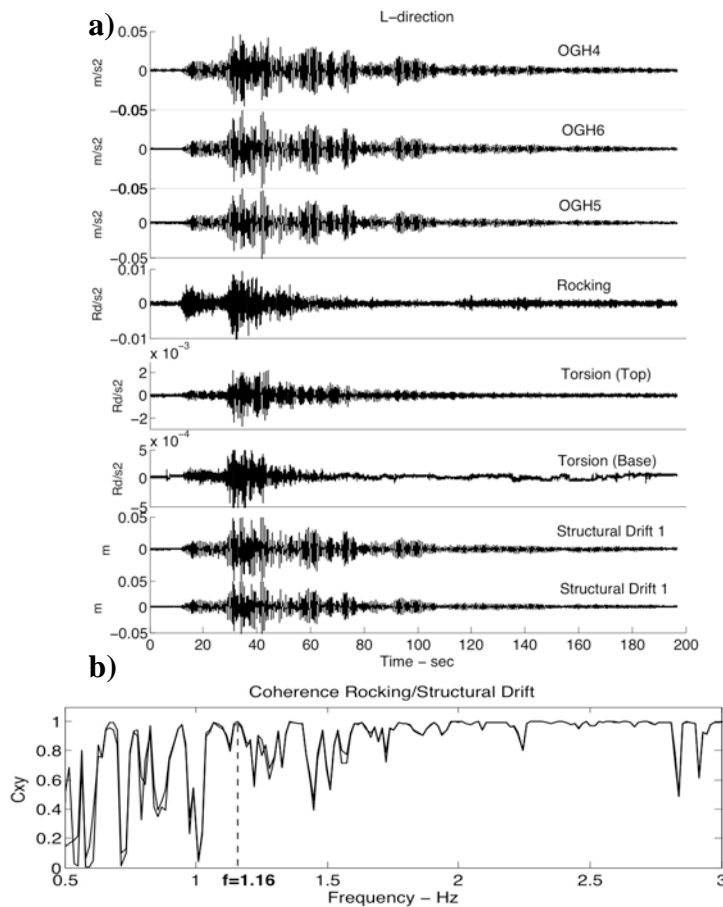 a)
L-direction
0.05
0
-0.05
m/s2
OGH4
0
-0.05
m/s2
OGH6
0
-0.05
m/s2
OGH5
0.01
0
-0.01
Rd/s2
Rocking
x 10-3
2
0
-2
Rd/s2
Torsion (Top)
x 10-4
5
0
-5
Rd/s2
Torsion (Base)
0.05
0
m
Structural Drift 1
0.05
0
-0.05
m
Structural Drift 1
0 20 40 60 80 100 120 140 160 180 200
Time - sec
b)
Coherence Rocking/Structural Drift
1
0.8
0.6
0.4
0.2
0
Cxy
0.5 1 f=1.16 1.5 2 2.5 3
Frequency - Hz